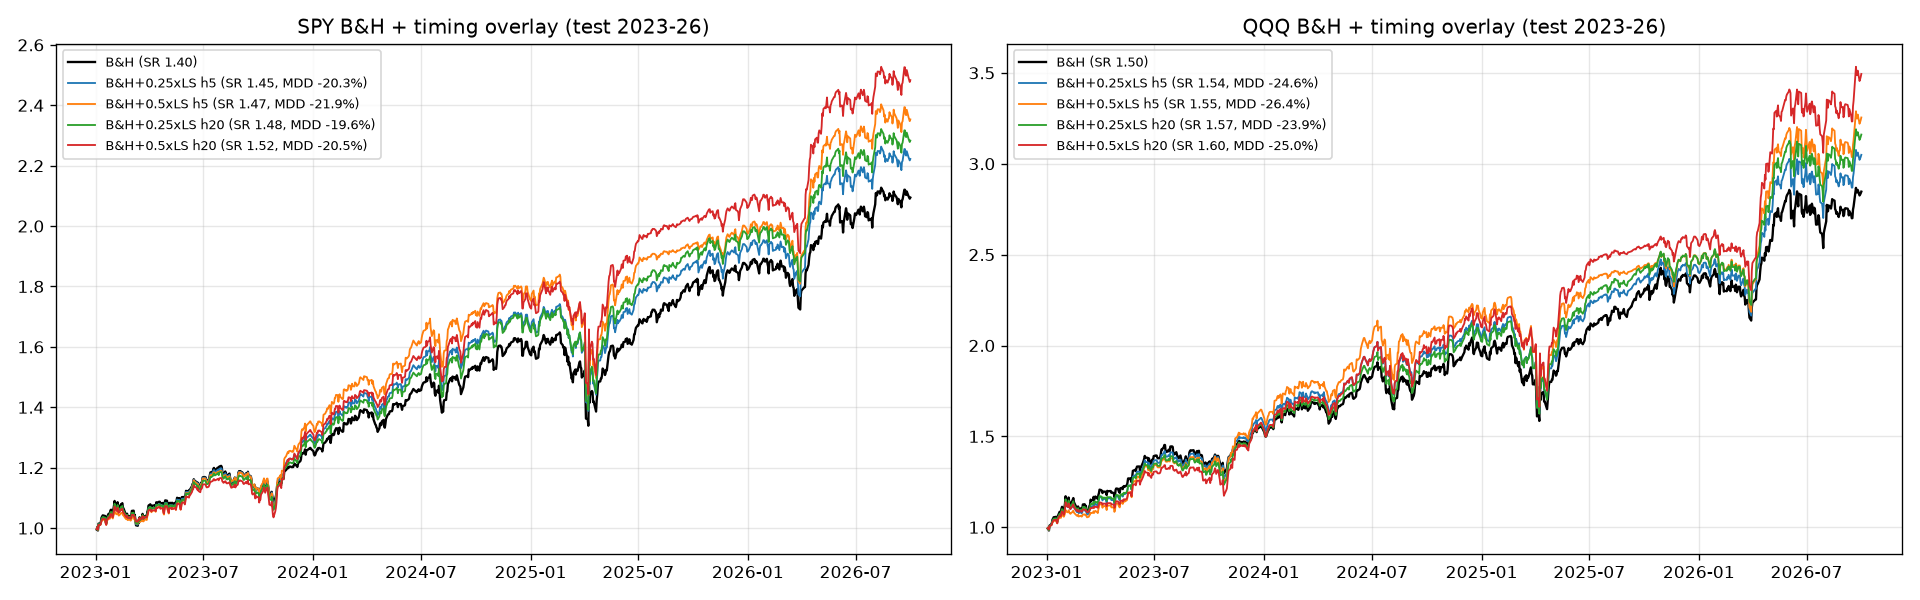 SPY B&H + timing overlay (test 2023-26)
2.6
2.4
2.2
2.0
1.8
1.6
1.4
1.2
1.0
B&H (SR 1.40)
B&H+0.25xLS h5 (SR 1.45, MDD -20.3%)
B&H+0.5xLS h5 (SR 1.47, MDD -21.9%)
B&H+0.25xLS h20 (SR 1.48, MDD -19.6%)
B&H+0.5xLS h20 (SR 1.52, MDD -20.5%)
2023-01 2023-07 2024-01 2024-07 2025-01 2025-07 2026-01 2026-07
QQQ B&H + timing overlay (test 2023-26)
3.5
3.0
2.5
2.0
1.5
1.0
B&H (SR 1.50)
B&H+0.25xLS h5 (SR 1.54, MDD -24.6%)
B&H+0.5xLS h5 (SR 1.55, MDD -26.4%)
B&H+0.25xLS h20 (SR 1.57, MDD -23.9%)
B&H+0.5xLS h20 (SR 1.60, MDD -25.0%)
2023-01 2023-07 2024-01 2024-07 2025-01 2025-07 2026-01 2026-07